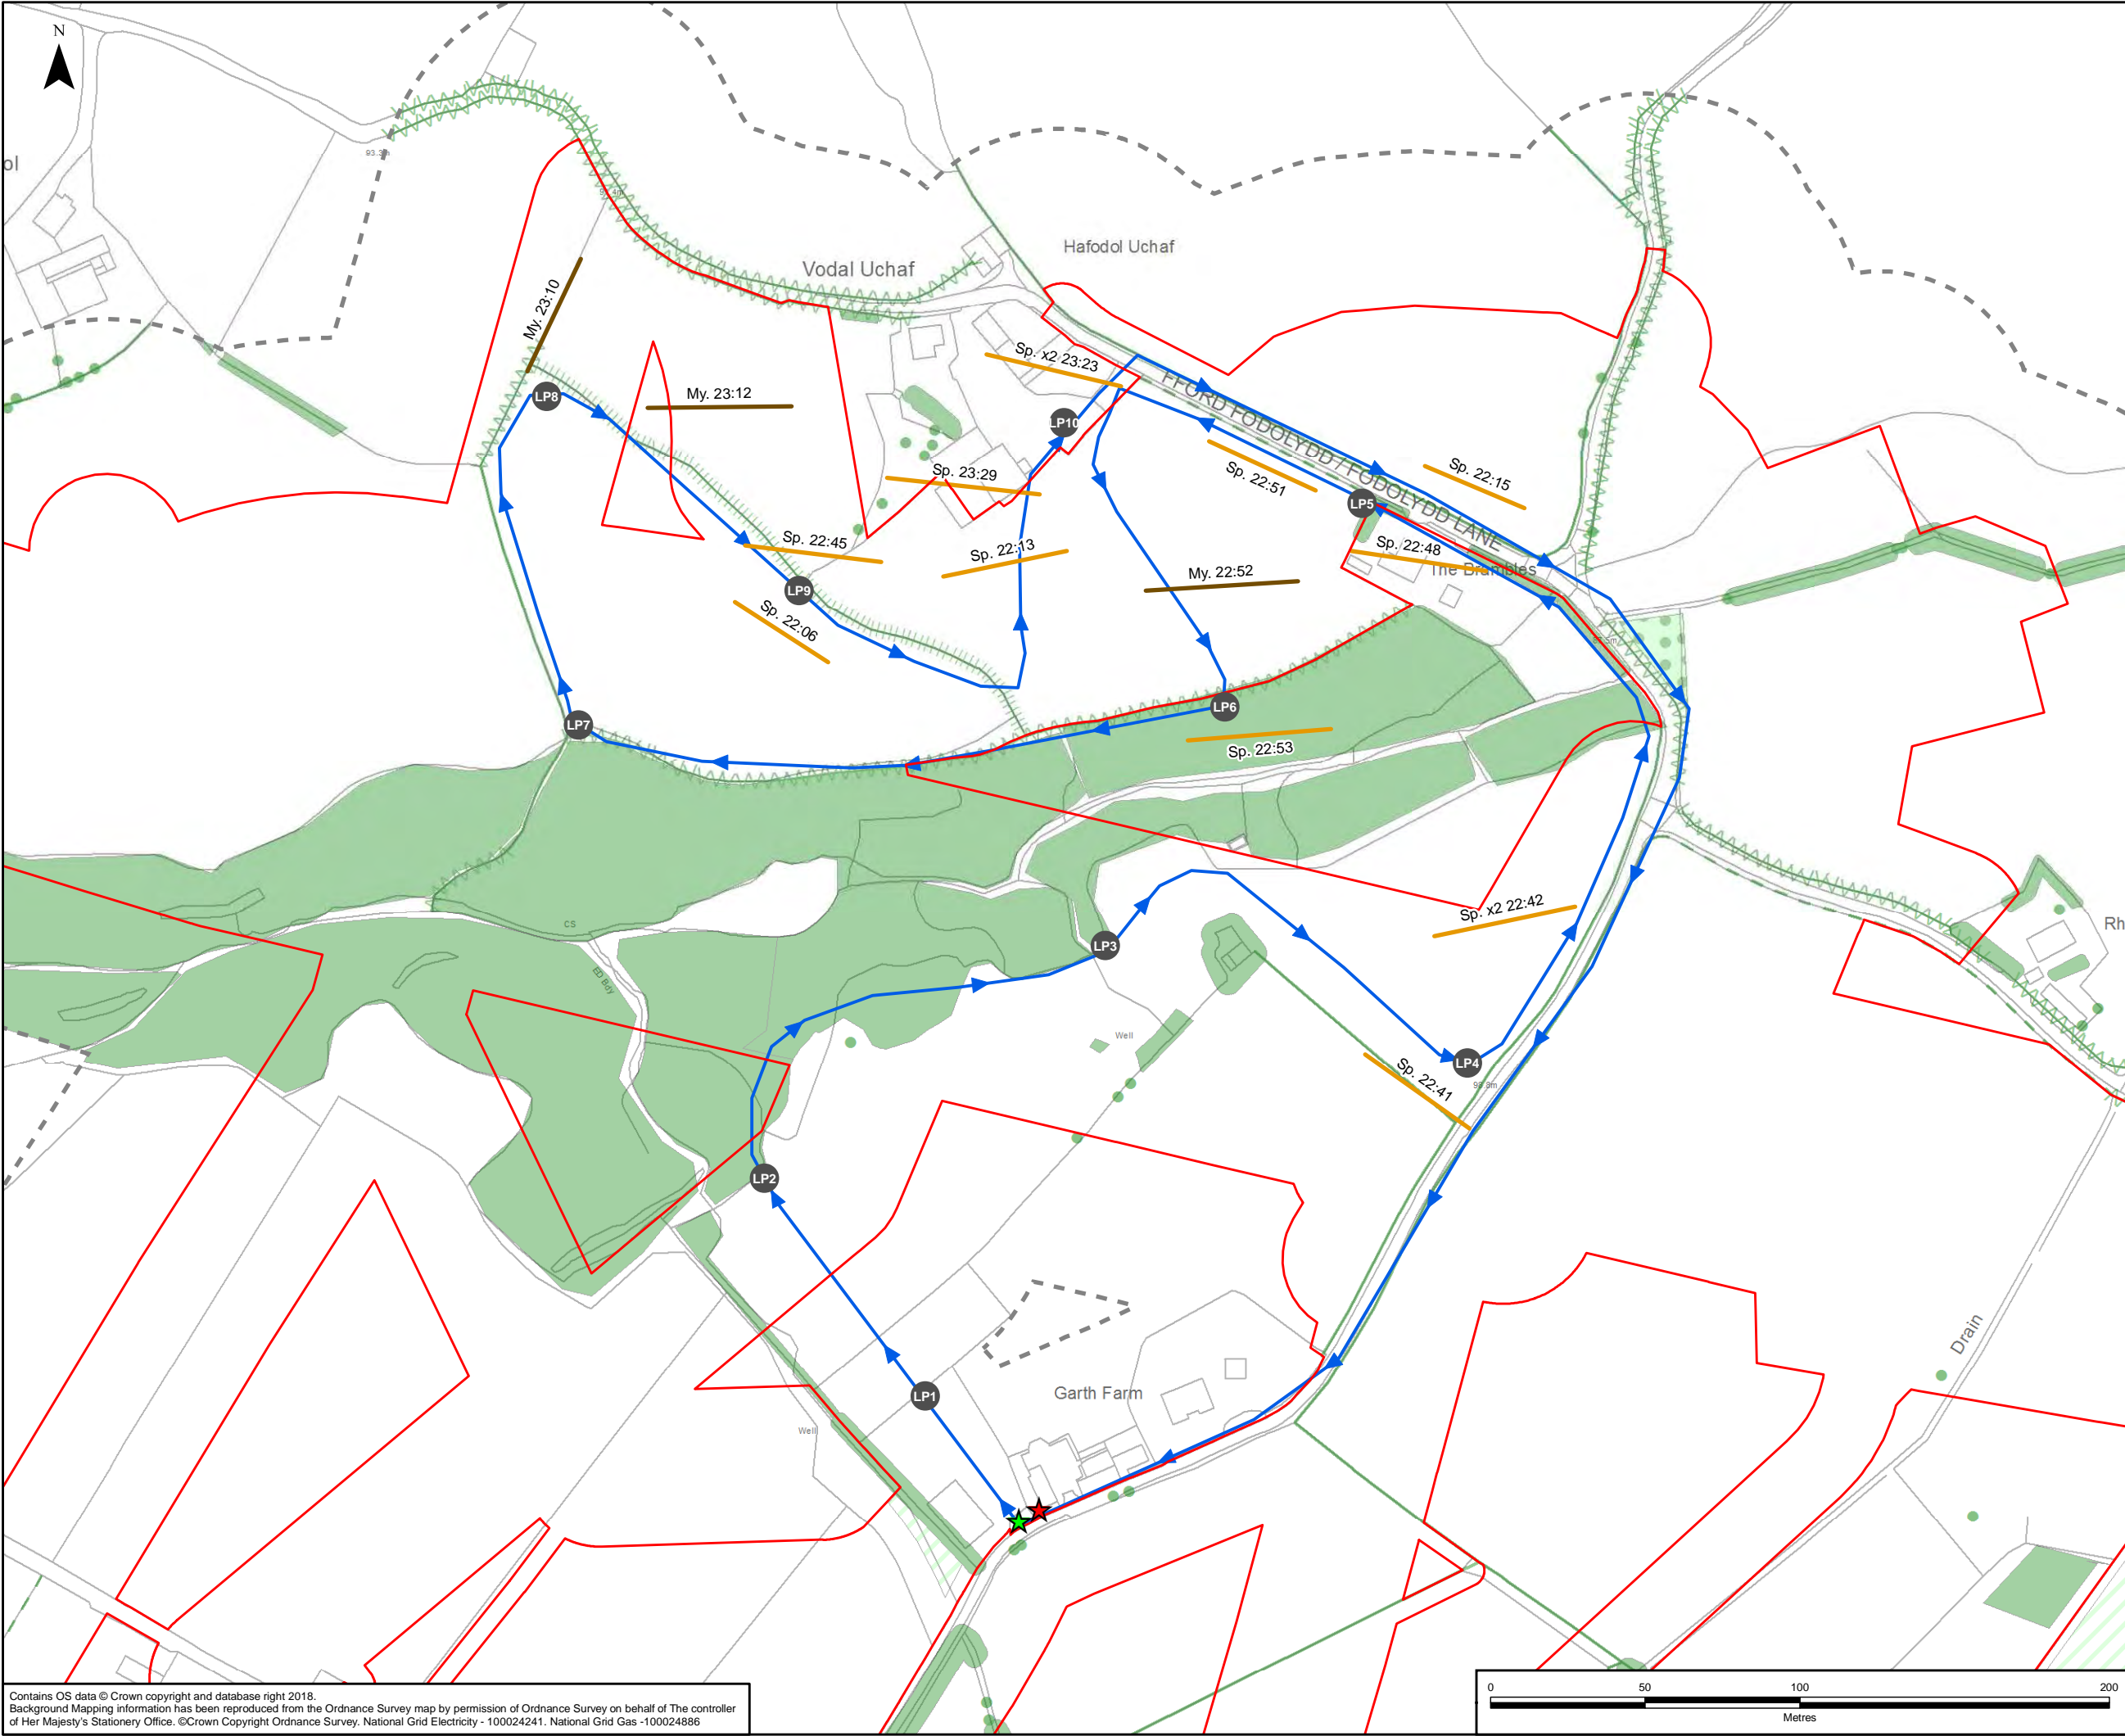 N
ol
93.2m
Hafodol Uchaf
Vodal Uchaf
My. 23:10
Sp. x2 23:23
FFORD FODOLYDD / FODOLYDD LANE
LP8
My. 23:12
LP10
Sp. 23:29
Sp. 22:51
Sp. 22:15
LP5
Sp. 22:45
Sp. 22:13
Sp. 22:48
The Brambles
My. 22:52
LP9
Sp. 22:06
LP7
LP6
Sp. 22:53
CS
ED Bdy
LP3
Sp. x2 22:42
Rh
Well
LP4
Sp. 22:41
LP2
LP1
Garth Farm
Well
Drain
Contains OS data © Crown copyright and database right 2018.
Background Mapping information has been reproduced from the Ordnance Survey map by permission of Ordnance Survey on behalf of The controller
of Her Majesty's Stationery Office. ©Crown Copyright Ordnance Survey. National Grid Electricity - 100024241. National Grid Gas -100024886
0 50 100 200
Metres